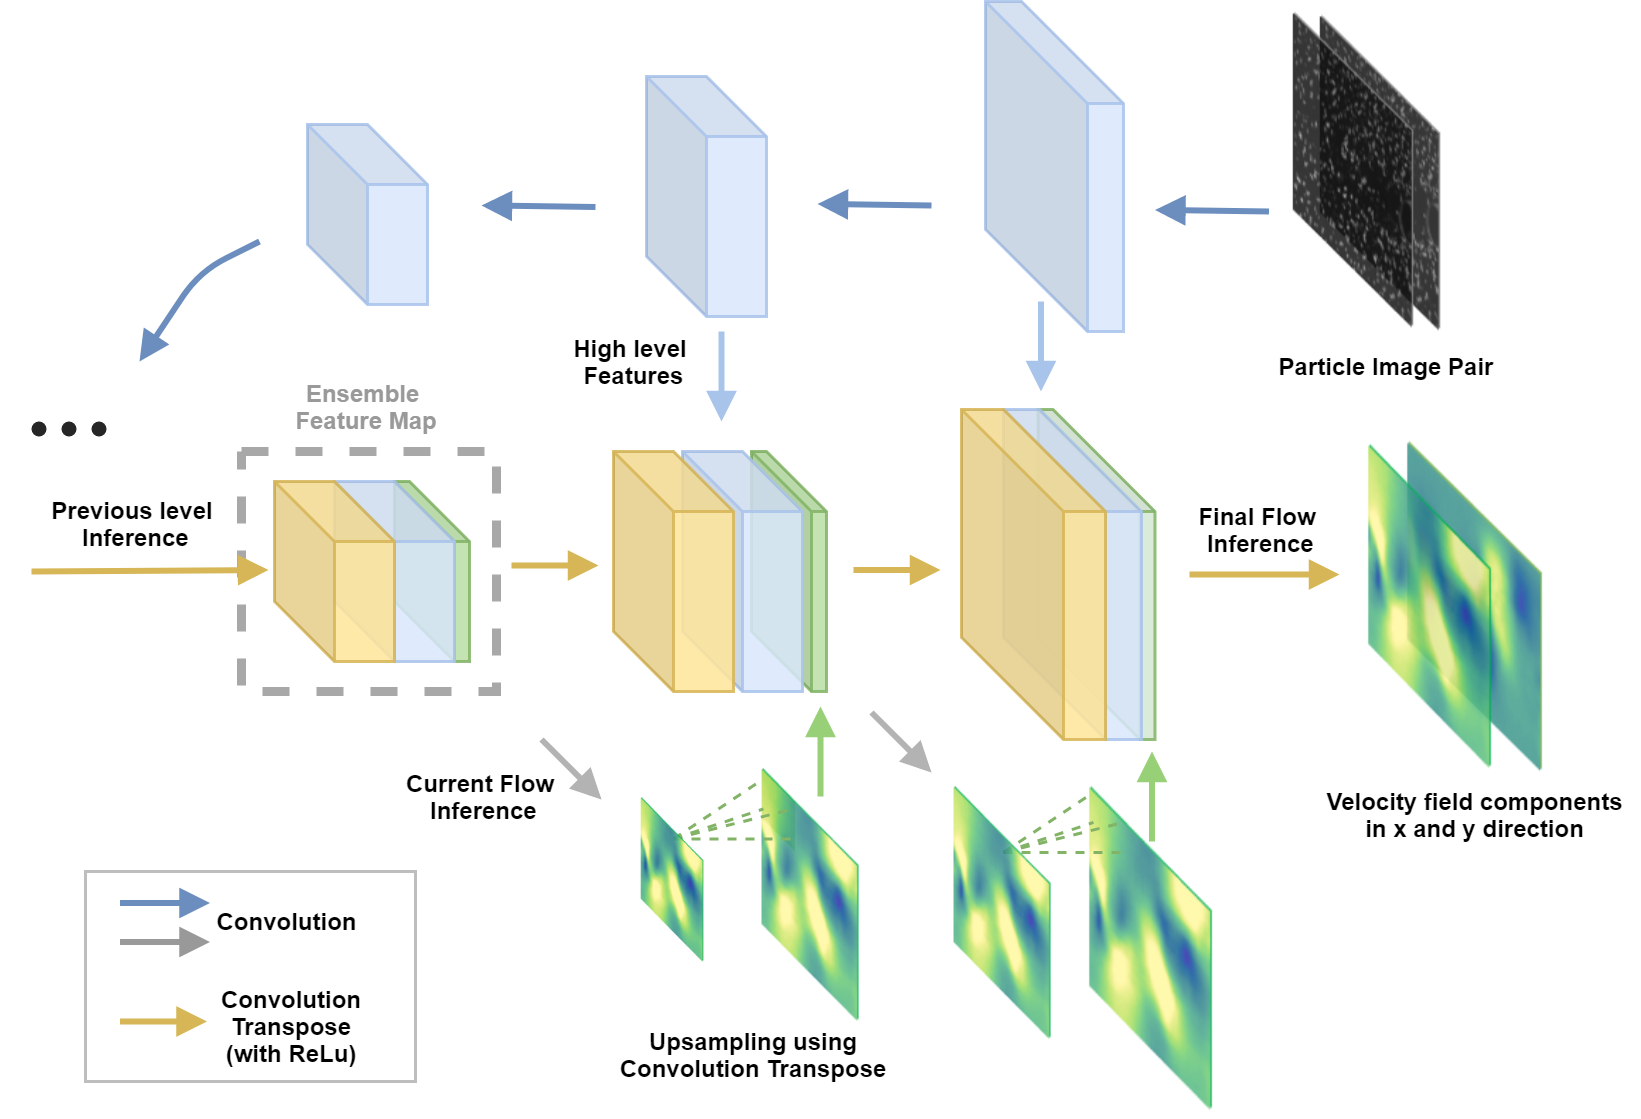 High level
Features
Particle Image Pair
Ensemble
Feature Map
Previous level
Inference
Final Flow
Inference
Current Flow
Inference
Velocity field components
in x and y direction
Convolution
Convolution
Transpose
(with ReLu)
Upsampling using
Convolution Transpose